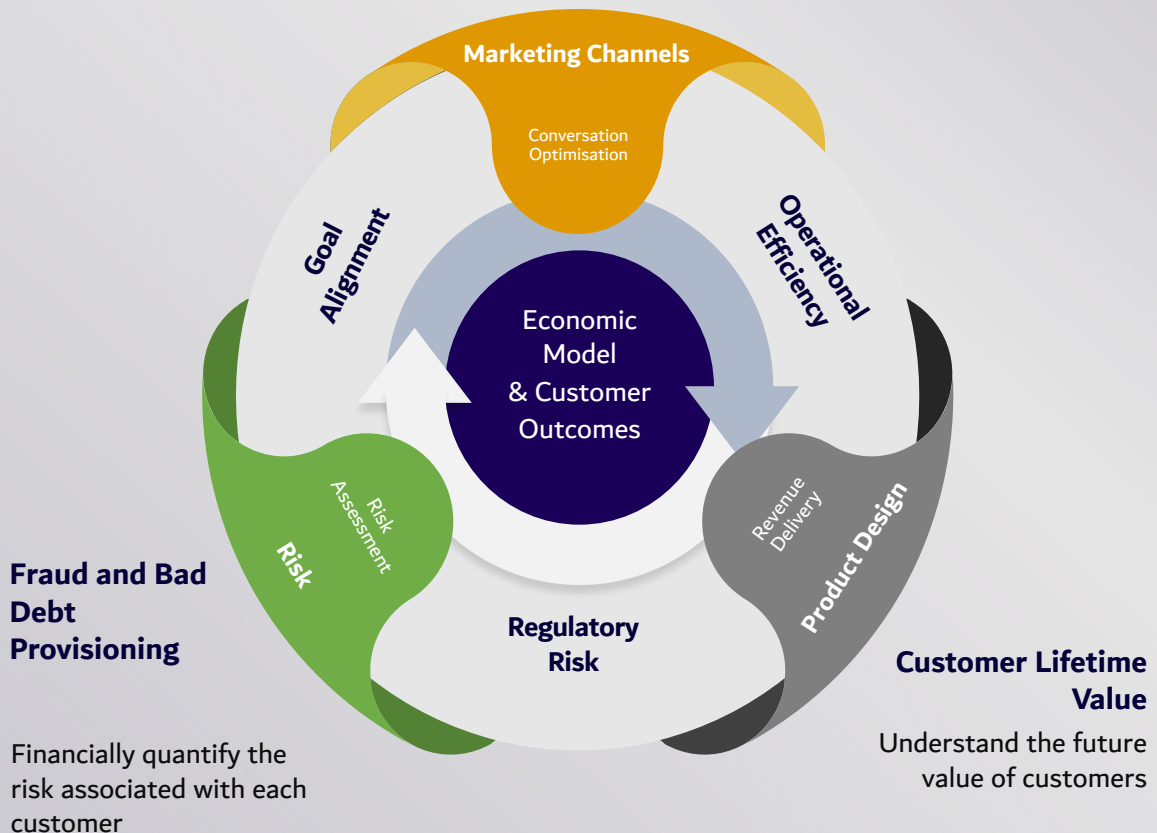 Marketing Channels
Conversation
Optimisation
Goal
Alignment
Operational
Efficiency
Economic
Model
& Customer
Outcomes
Risk
Assessment
Risk
Revenue
Delivery
Product Design
Regulatory
Risk
Fraud and Bad
Debt
Provisioning
Financially quantify the
risk associated with each
customer
Customer Lifetime
Value
Understand the future
value of customers